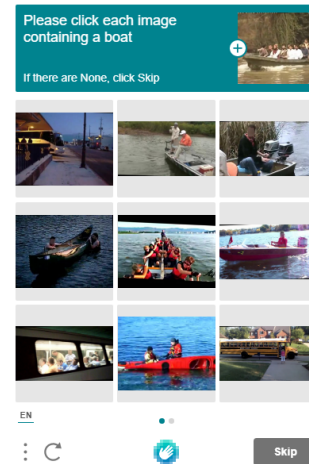 Please click each image
containing a boat
If there are None, click Skip
EN
Skip